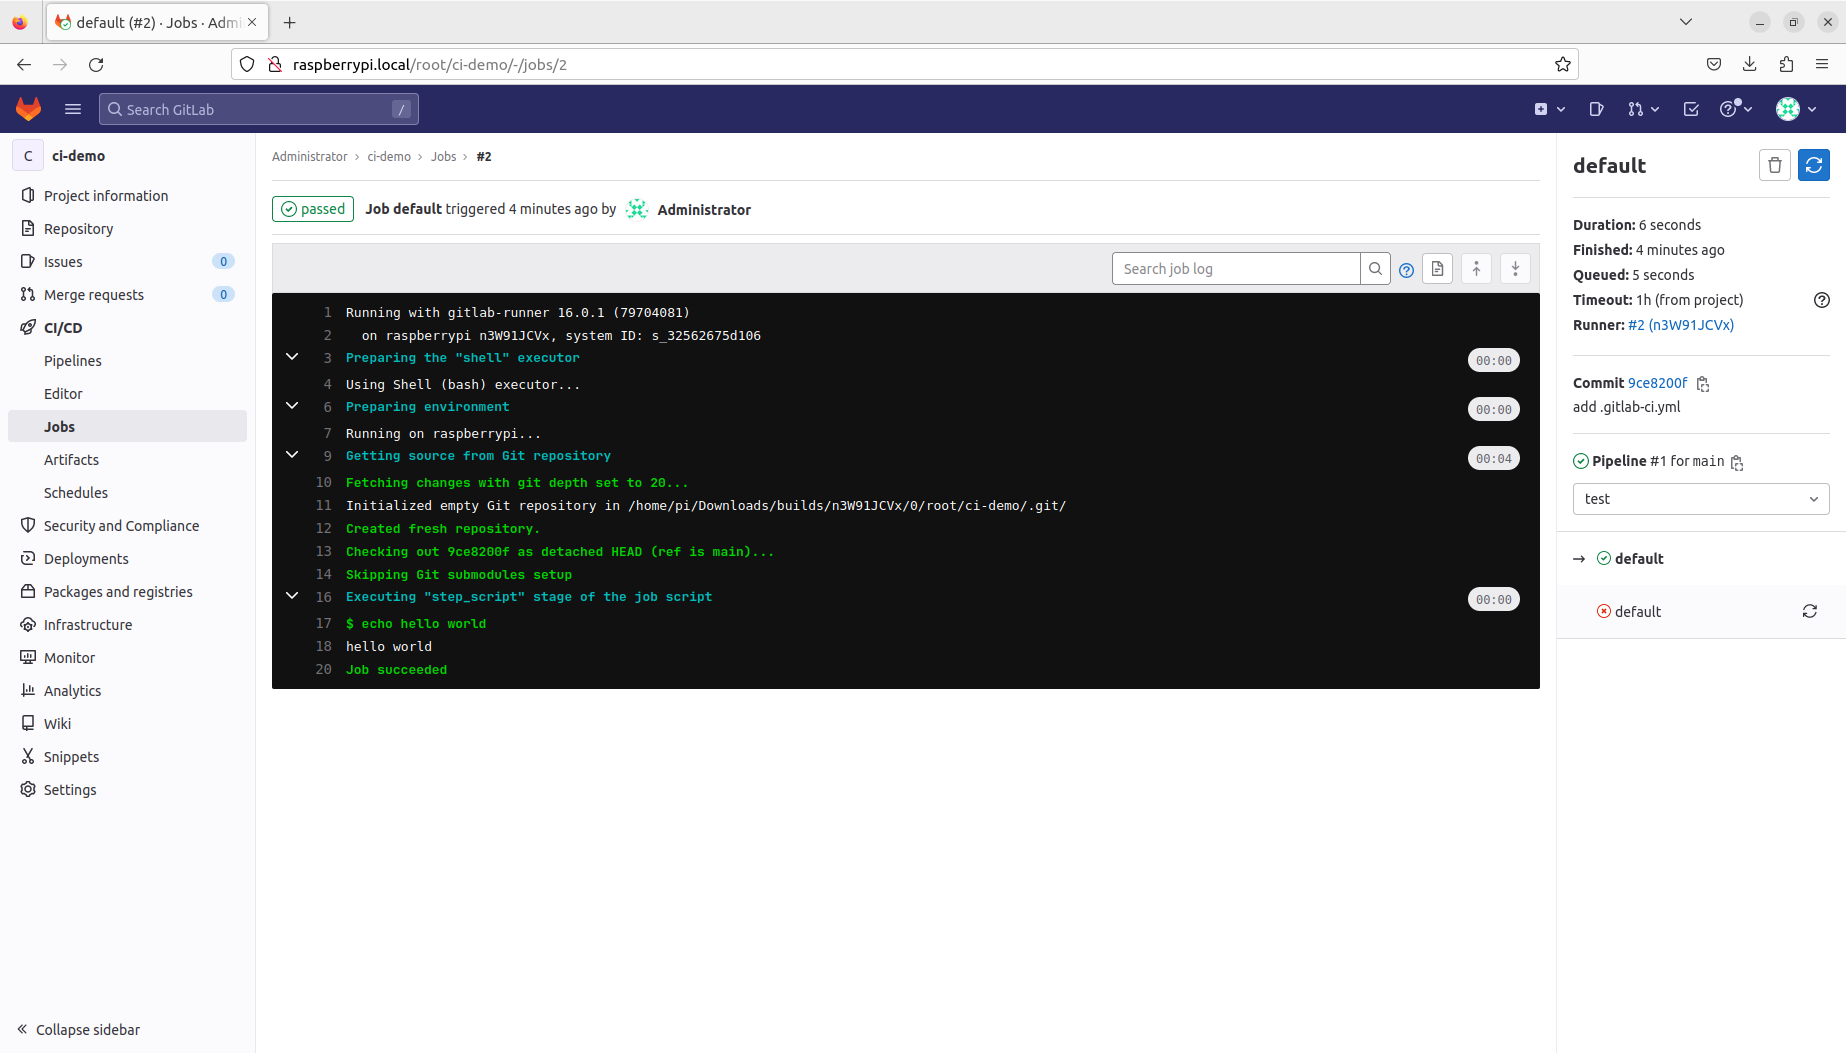 default (#2) · Jobs · Admi
raspberrypi.local/root/ci-demo/-/jobs/2
Search GitLab /
C ci-demo
Project information
Repository
Issues 0
Merge requests 0
CI/CD
Pipelines
Editor
Jobs
Artifacts
Schedules
Security and Compliance
Deployments
Packages and registries
Infrastructure
Monitor
Analytics
Wiki
Snippets
Settings
Collapse sidebar
Administrator › ci-demo › Jobs › #2
passed Job default triggered 4 minutes ago by Administrator
Search job log
1 Running with gitlab-runner 16.0.1 (79704081)
2 on raspberrypi n3W91JCVx, system ID: s_32562675d106
3 Preparing the "shell" executor 00:00
4 Using Shell (bash) executor...
6 Preparing environment 00:00
7 Running on raspberrypi...
9 Getting source from Git repository 00:04
10 Fetching changes with git depth set to 20...
11 Initialized empty Git repository in /home/pi/Downloads/builds/n3W91JCVx/0/root/ci-demo/.git/
12 Created fresh repository.
13 Checking out 9ce8200f as detached HEAD (ref is main)...
14 Skipping Git submodules setup
16 Executing "step_script" stage of the job script 00:00
17 $ echo hello world
18 hello world
20 Job succeeded
default
Duration: 6 seconds
Finished: 4 minutes ago
Queued: 5 seconds
Timeout: 1h (from project)
Runner: #2 (n3W91JCVx)
Commit 9ce8200f
add .gitlab-ci.yml
Pipeline #1 for main
test
→ default
default